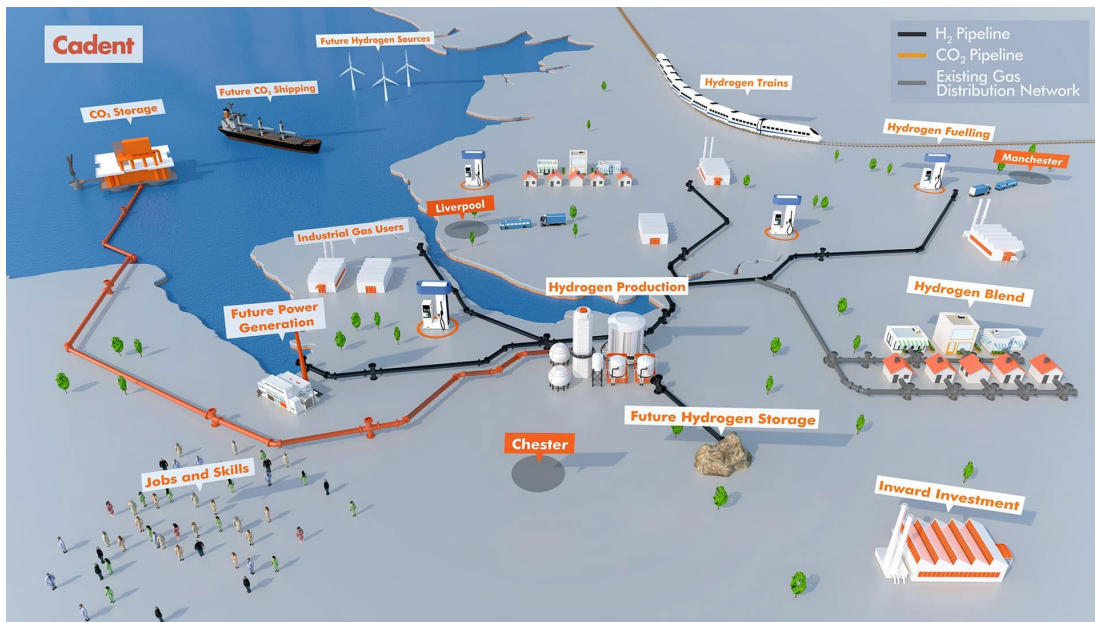 Cadent
Future Hydrogen Sources
H₂ Pipeline
CO₂ Pipeline
Existing Gas
Distribution Network
CO₂ Storage
Future CO₂ Shipping
Hydrogen Trains
Hydrogen Fuelling
Manchester
Liverpool
Industrial Gas Users
Hydrogen Production
Hydrogen Blend
Future Power
Generation
Future Hydrogen Storage
Chester
Jobs and Skills
Inward Investment